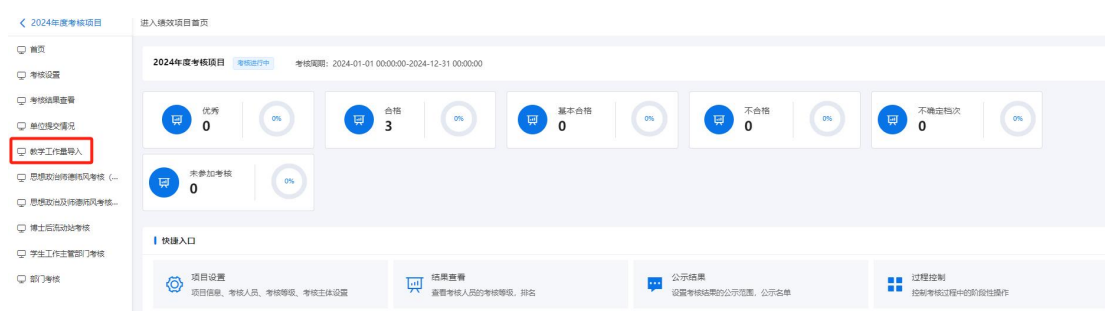 2024年度考核项目
进入绩效项目首页
首页
考核设置
考核结果查看
单位提交情况
教学工作量导入
思想政治师德师风考核（...
思想政治及师德师风考核...
博士后流动站考核
学生工作主管部门考核
部门考核
2024年度考核项目 考核进行中 考核周期：2024-01-01 00:00:00-2024-12-31 00:00:00
优秀
0
0%
合格
3
0%
基本合格
0
0%
不合格
0
0%
不确定档次
0
0%
未参加考核
0
0%
快捷入口
项目设置
项目信息、考核人员、考核等级、考核主体设置
结果查看
查看考核人员的考核等级，排名
公示结果
设置考核结果的公示范围、公示名单
过程控制
控制考核过程中的阶段性操作